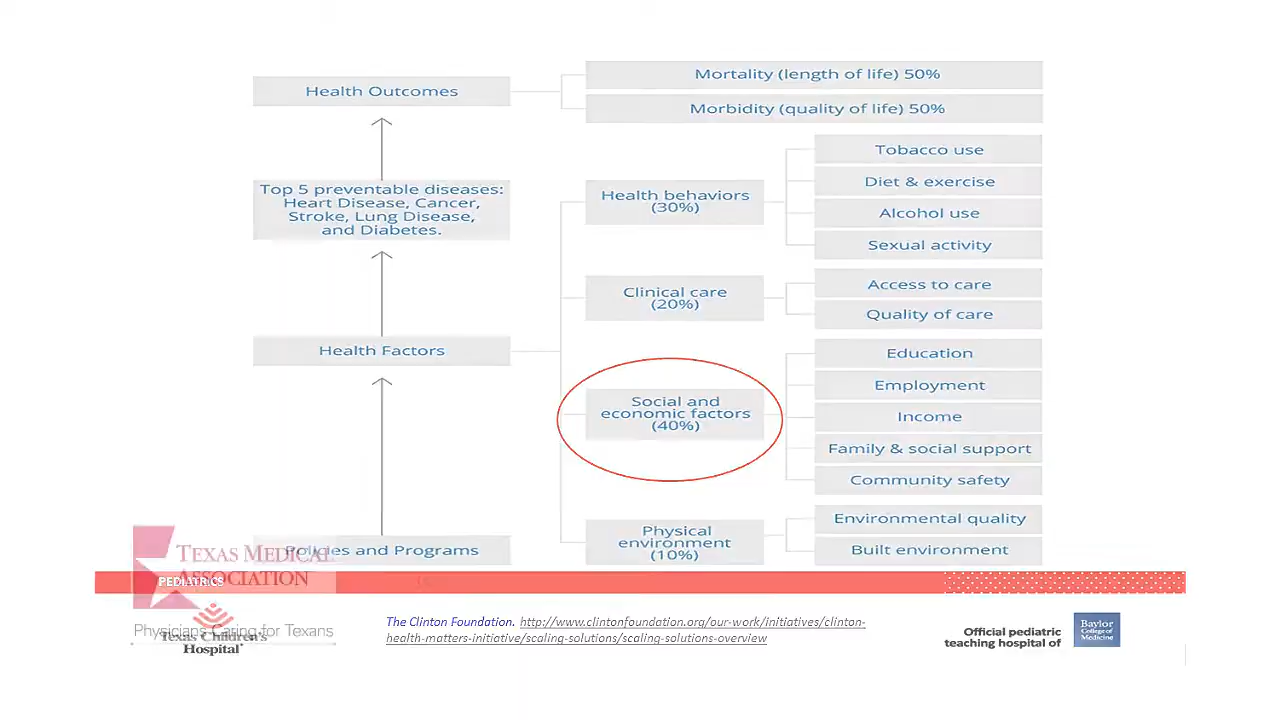 Health Outcomes
Mortality (length of life) 50%
Morbidity (quality of life) 50%
Top 5 preventable diseases:
Heart Disease, Cancer,
Stroke, Lung Disease,
and Diabetes.
Health behaviors
(30%)
Tobacco use
Diet & exercise
Alcohol use
Sexual activity
Clinical care
(20%)
Access to care
Quality of care
Health Factors
Social and
economic factors
(40%)
Education
Employment
Income
Family & social support
Community safety
Physical
environment
(10%)
Environmental quality
Built environment
Policies and Programs
TEXAS MEDICAL
ASSOCIATION
PEDIATRICS
Physicians Caring for Texans
Texas Children's
Hospital
The Clinton Foundation. http://www.clintonfoundation.org/our-work/initiatives/clinton-
health-matters-initiative/scaling-solutions/scaling-solutions-overview
Official pediatric
teaching hospital of
Baylor
College of
Medicine